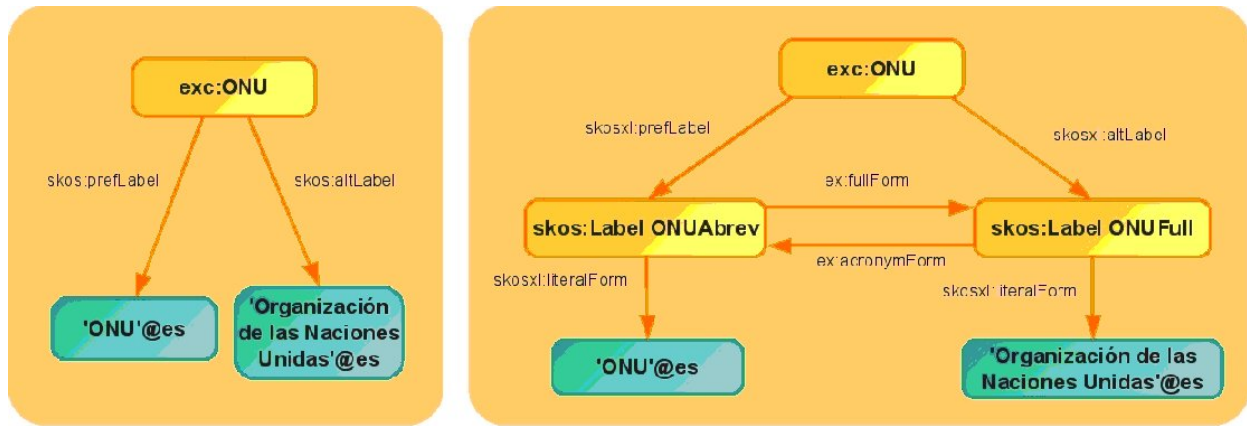 exc:ONU
skos:prefLabel
skos:altLabel
'ONU'@es
'Organización
de las Naciones
Unidas'@es
exc:ONU
skosxl:prefLabel
skosx:altLabel
ex:fullForm
skos:Label ONUAbrev
skos:Label ONUFull
ex:acronymForm
skosxl:literalForm
skosxl:literalForm
'ONU'@es
'Organización de las
Naciones Unidas'@es